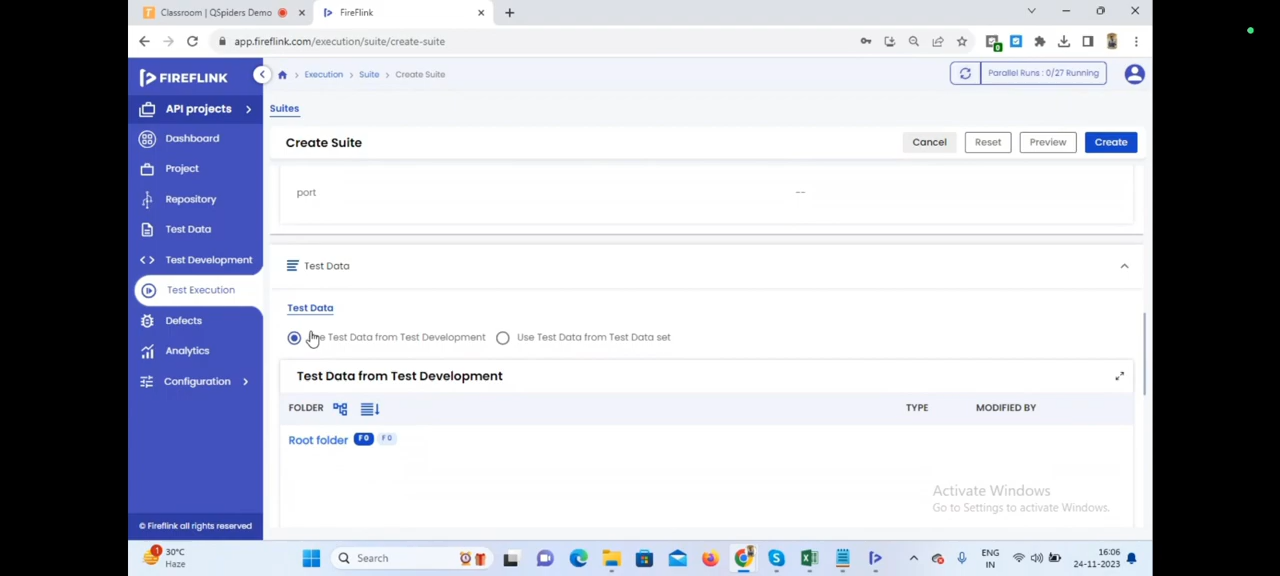 Classroom | QSpiders Demo
FireFlink
app.fireflink.com/execution/suite/create-suite
FIREFLINK
Execution > Suite > Create Suite
Parallel Runs : 0/27 Running
API projects
Suites
Dashboard
Create Suite
Cancel
Reset
Preview
Create
Project
port
--
Repository
Test Data
Test Development
Test Data
Test Execution
Test Data
Defects
Test Data from Test Development
Use Test Data from Test Data set
Analytics
Test Data from Test Development
Configuration
FOLDER
TYPE
MODIFIED BY
Root folder F 0 F 0
Activate Windows
Go to Settings to activate Windows.
© Fireflink all rights reserved
1
30°C
Haze
Search
ENG
IN
16:06
24-11-2023